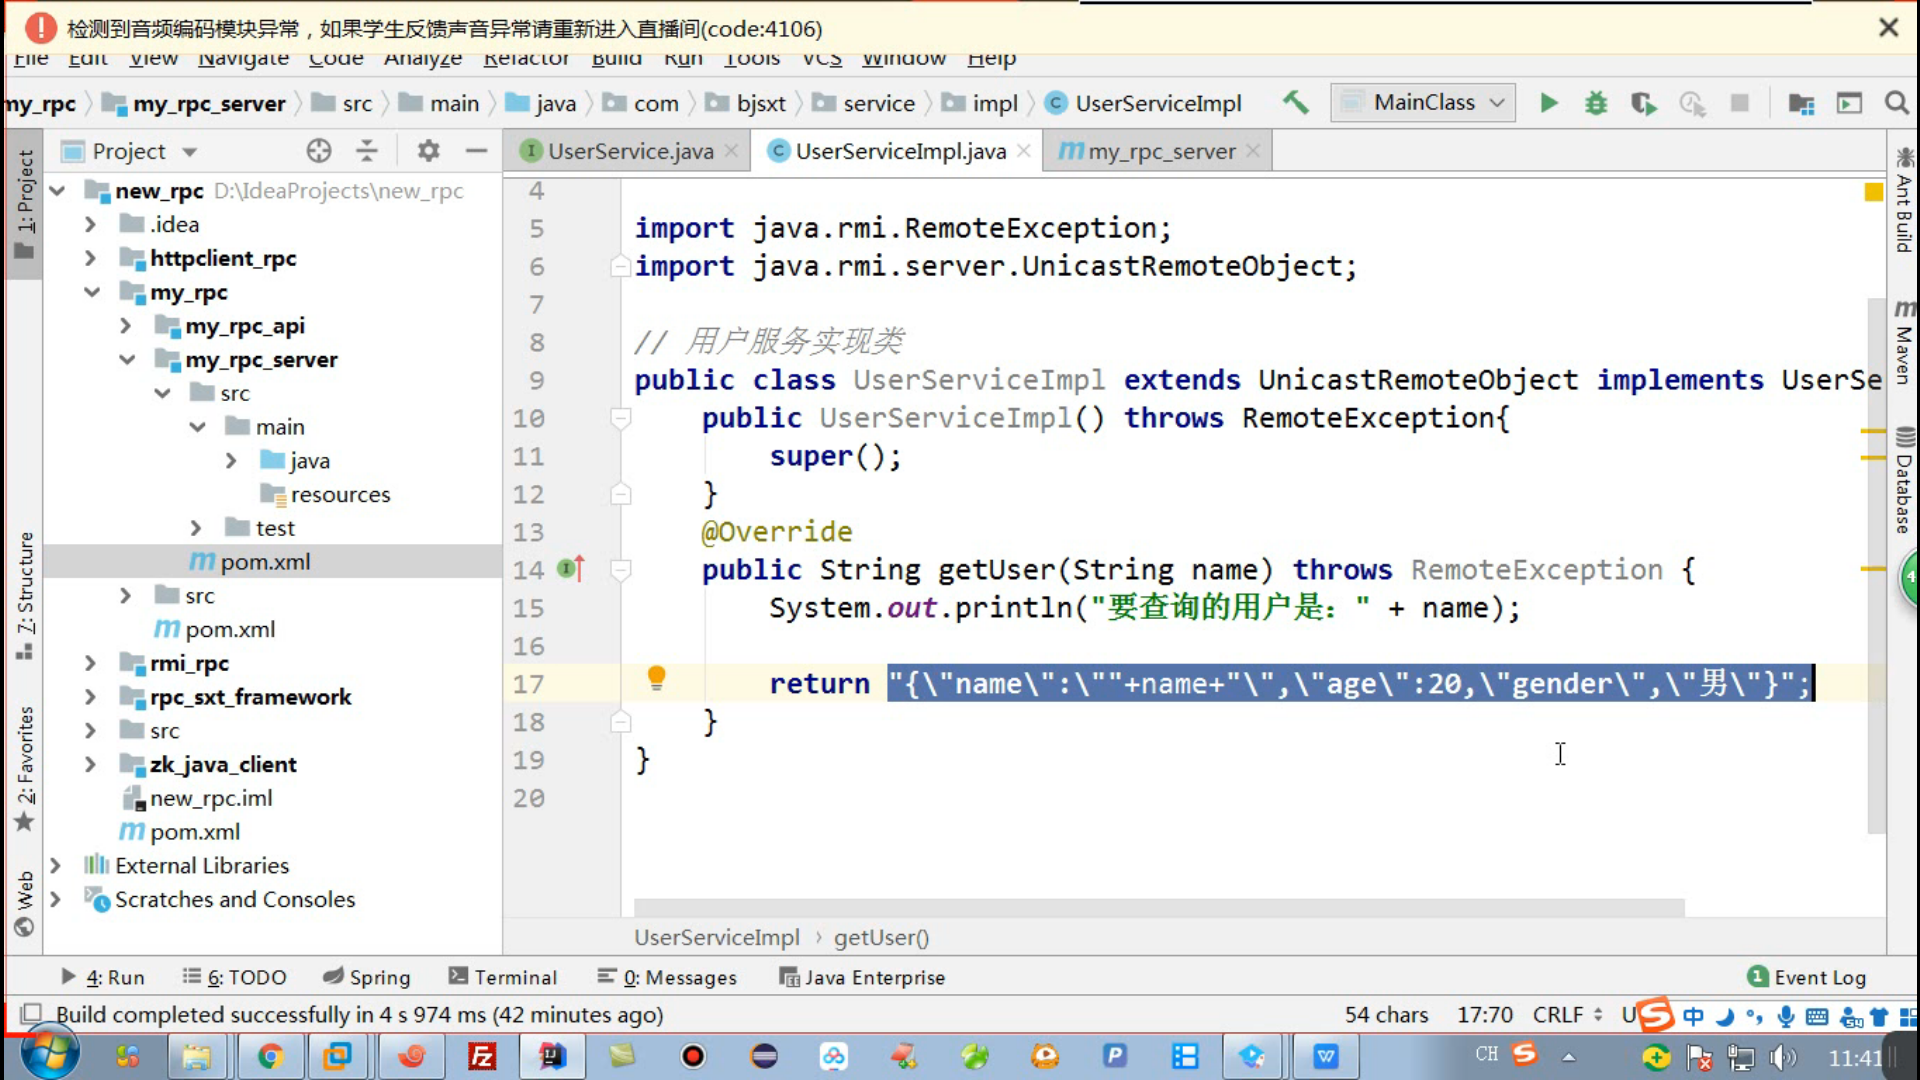 检测到音频编码模块异常，如果学生反馈声音异常请重新进入直播间(code:4106)
File Edit View Navigate Code Analyze Refactor Build Run Tools VCS Window Help
my_rpc my_rpc_server src main java com bjsxt service impl UserServiceImpl MainClass
Project
UserService.java UserServiceImpl.java my_rpc_server
1: Project
7: Structure
2: Favorites
Web
new_rpc D:\IdeaProjects\new_rpc
.idea
httpclient_rpc
my_rpc
my_rpc_api
my_rpc_server
src
main
java
resources
test
pom.xml
src
pom.xml
rmi_rpc
rpc_sxt_framework
src
zk_java_client
new_rpc.iml
pom.xml
External Libraries
Scratches and Consoles
4
5 import java.rmi.RemoteException;
6 import java.rmi.server.UnicastRemoteObject;
7
8 // 用户服务实现类
9 public class UserServiceImpl extends UnicastRemoteObject implements UserSe
10 public UserServiceImpl() throws RemoteException{
11 super();
12 }
13 @Override
14 public String getUser(String name) throws RemoteException {
15 System.out.println("要查询的用户是：" + name);
16
17 return "{\"name\":\""+name+"\",\"age\":20,\"gender\",\"男\"}";
18 }
19 }
20
Ant Build
Maven
Database
4
UserServiceImpl › getUser()
4: Run 6: TODO Spring Terminal 0: Messages Java Enterprise 1 Event Log
Build completed successfully in 4 s 974 ms (42 minutes ago) 54 chars 17:70 CRLF U 中
CH 11:41